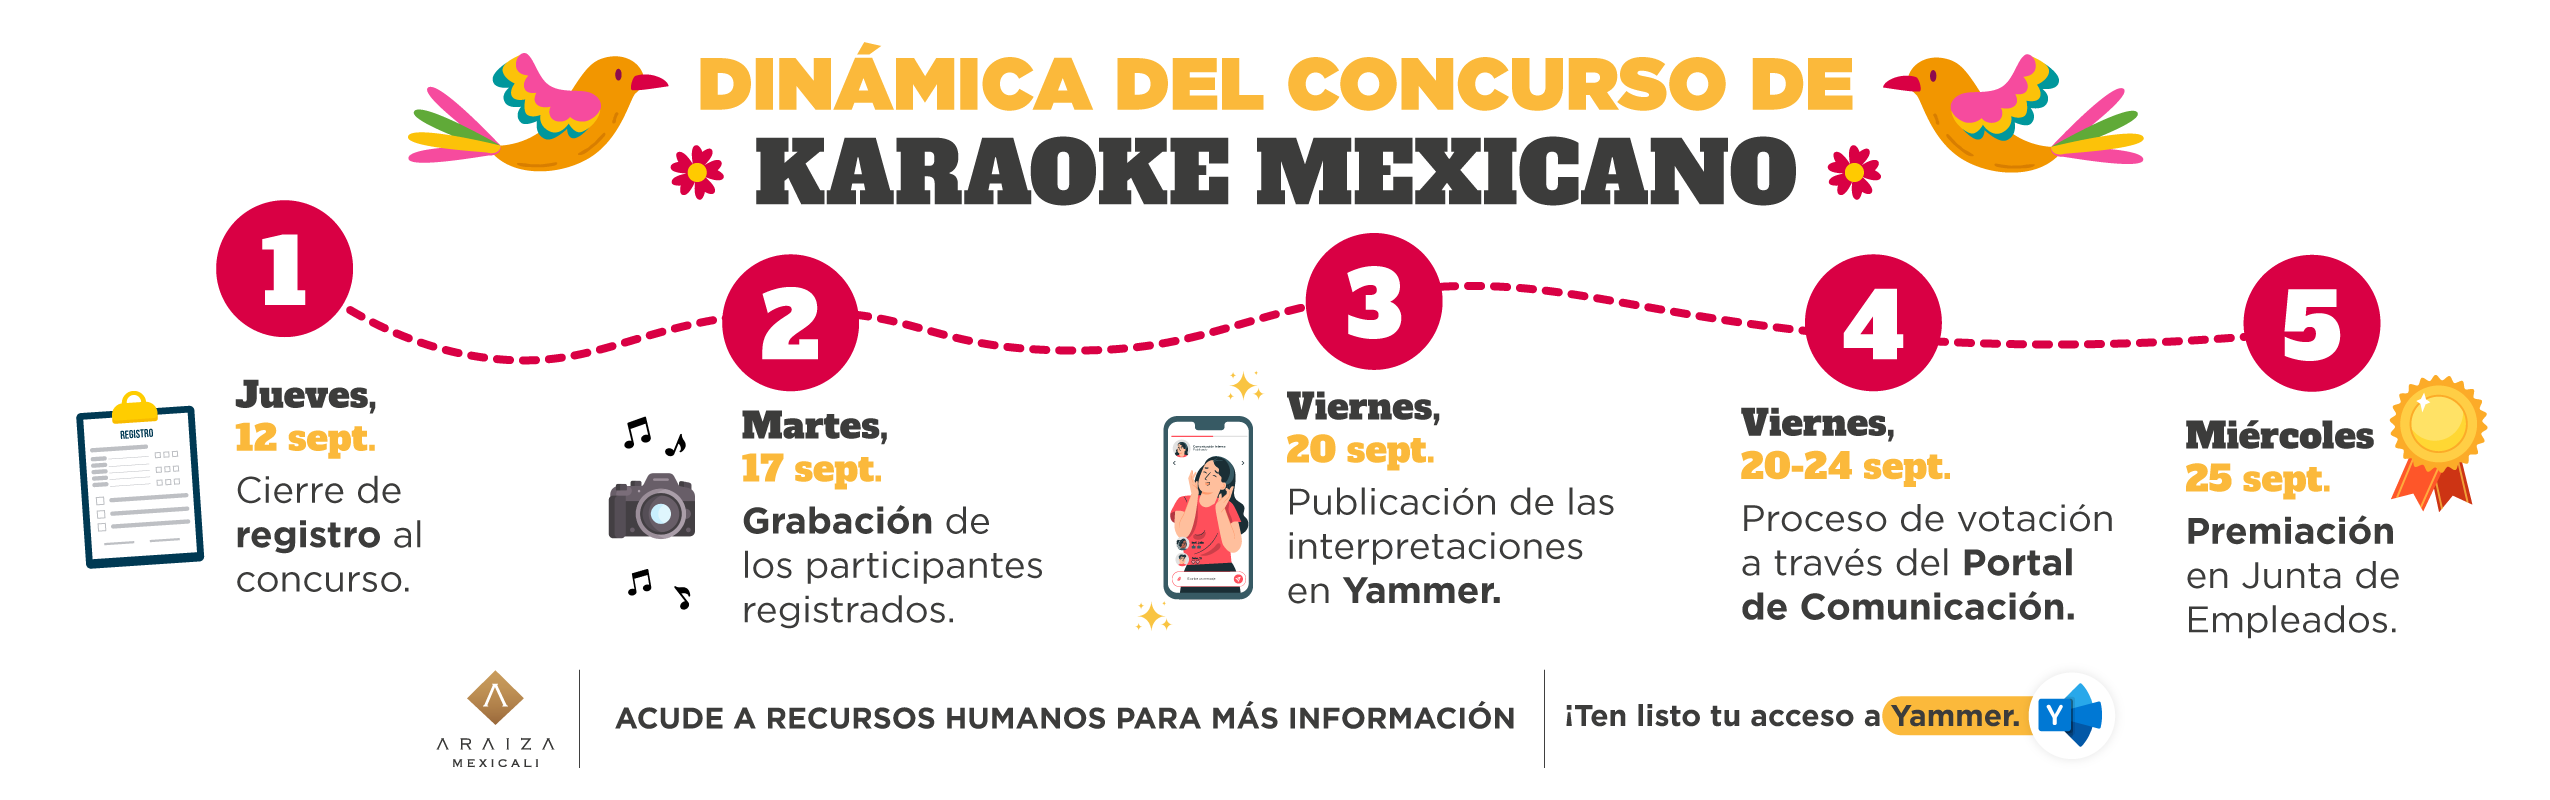 DINÁMICA DEL CONCURSO DE
KARAOKE MEXICANO
1
Jueves,
12 sept.
Cierre de
registro al
concurso.
REGISTRO
2
Martes,
17 sept.
Grabación de
los participantes
registrados.
3
Viernes,
20 sept.
Publicación de las
interpretaciones
en Yammer.
4
Viernes,
20-24 sept.
Proceso de votación
a través del Portal
de Comunicación.
5
Miércoles
25 sept.
Premiación
en Junta de
Empleados.
ARAIZA
MEXICALI
ACUDE A RECURSOS HUMANOS PARA MÁS INFORMACIÓN
¡Ten listo tu acceso a Yammer.
Y